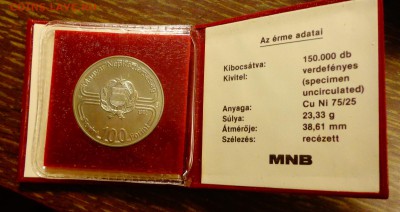 100
Az érme adatai
Kibocsátva: 150.000 db
Kivitel: verdefényes
(specimen
uncirculated)
Anyaga: Cu Ni 75/25
Súlya: 23,33 g
Átmérője: 38,61 mm
Szélezés: recézett
MNB